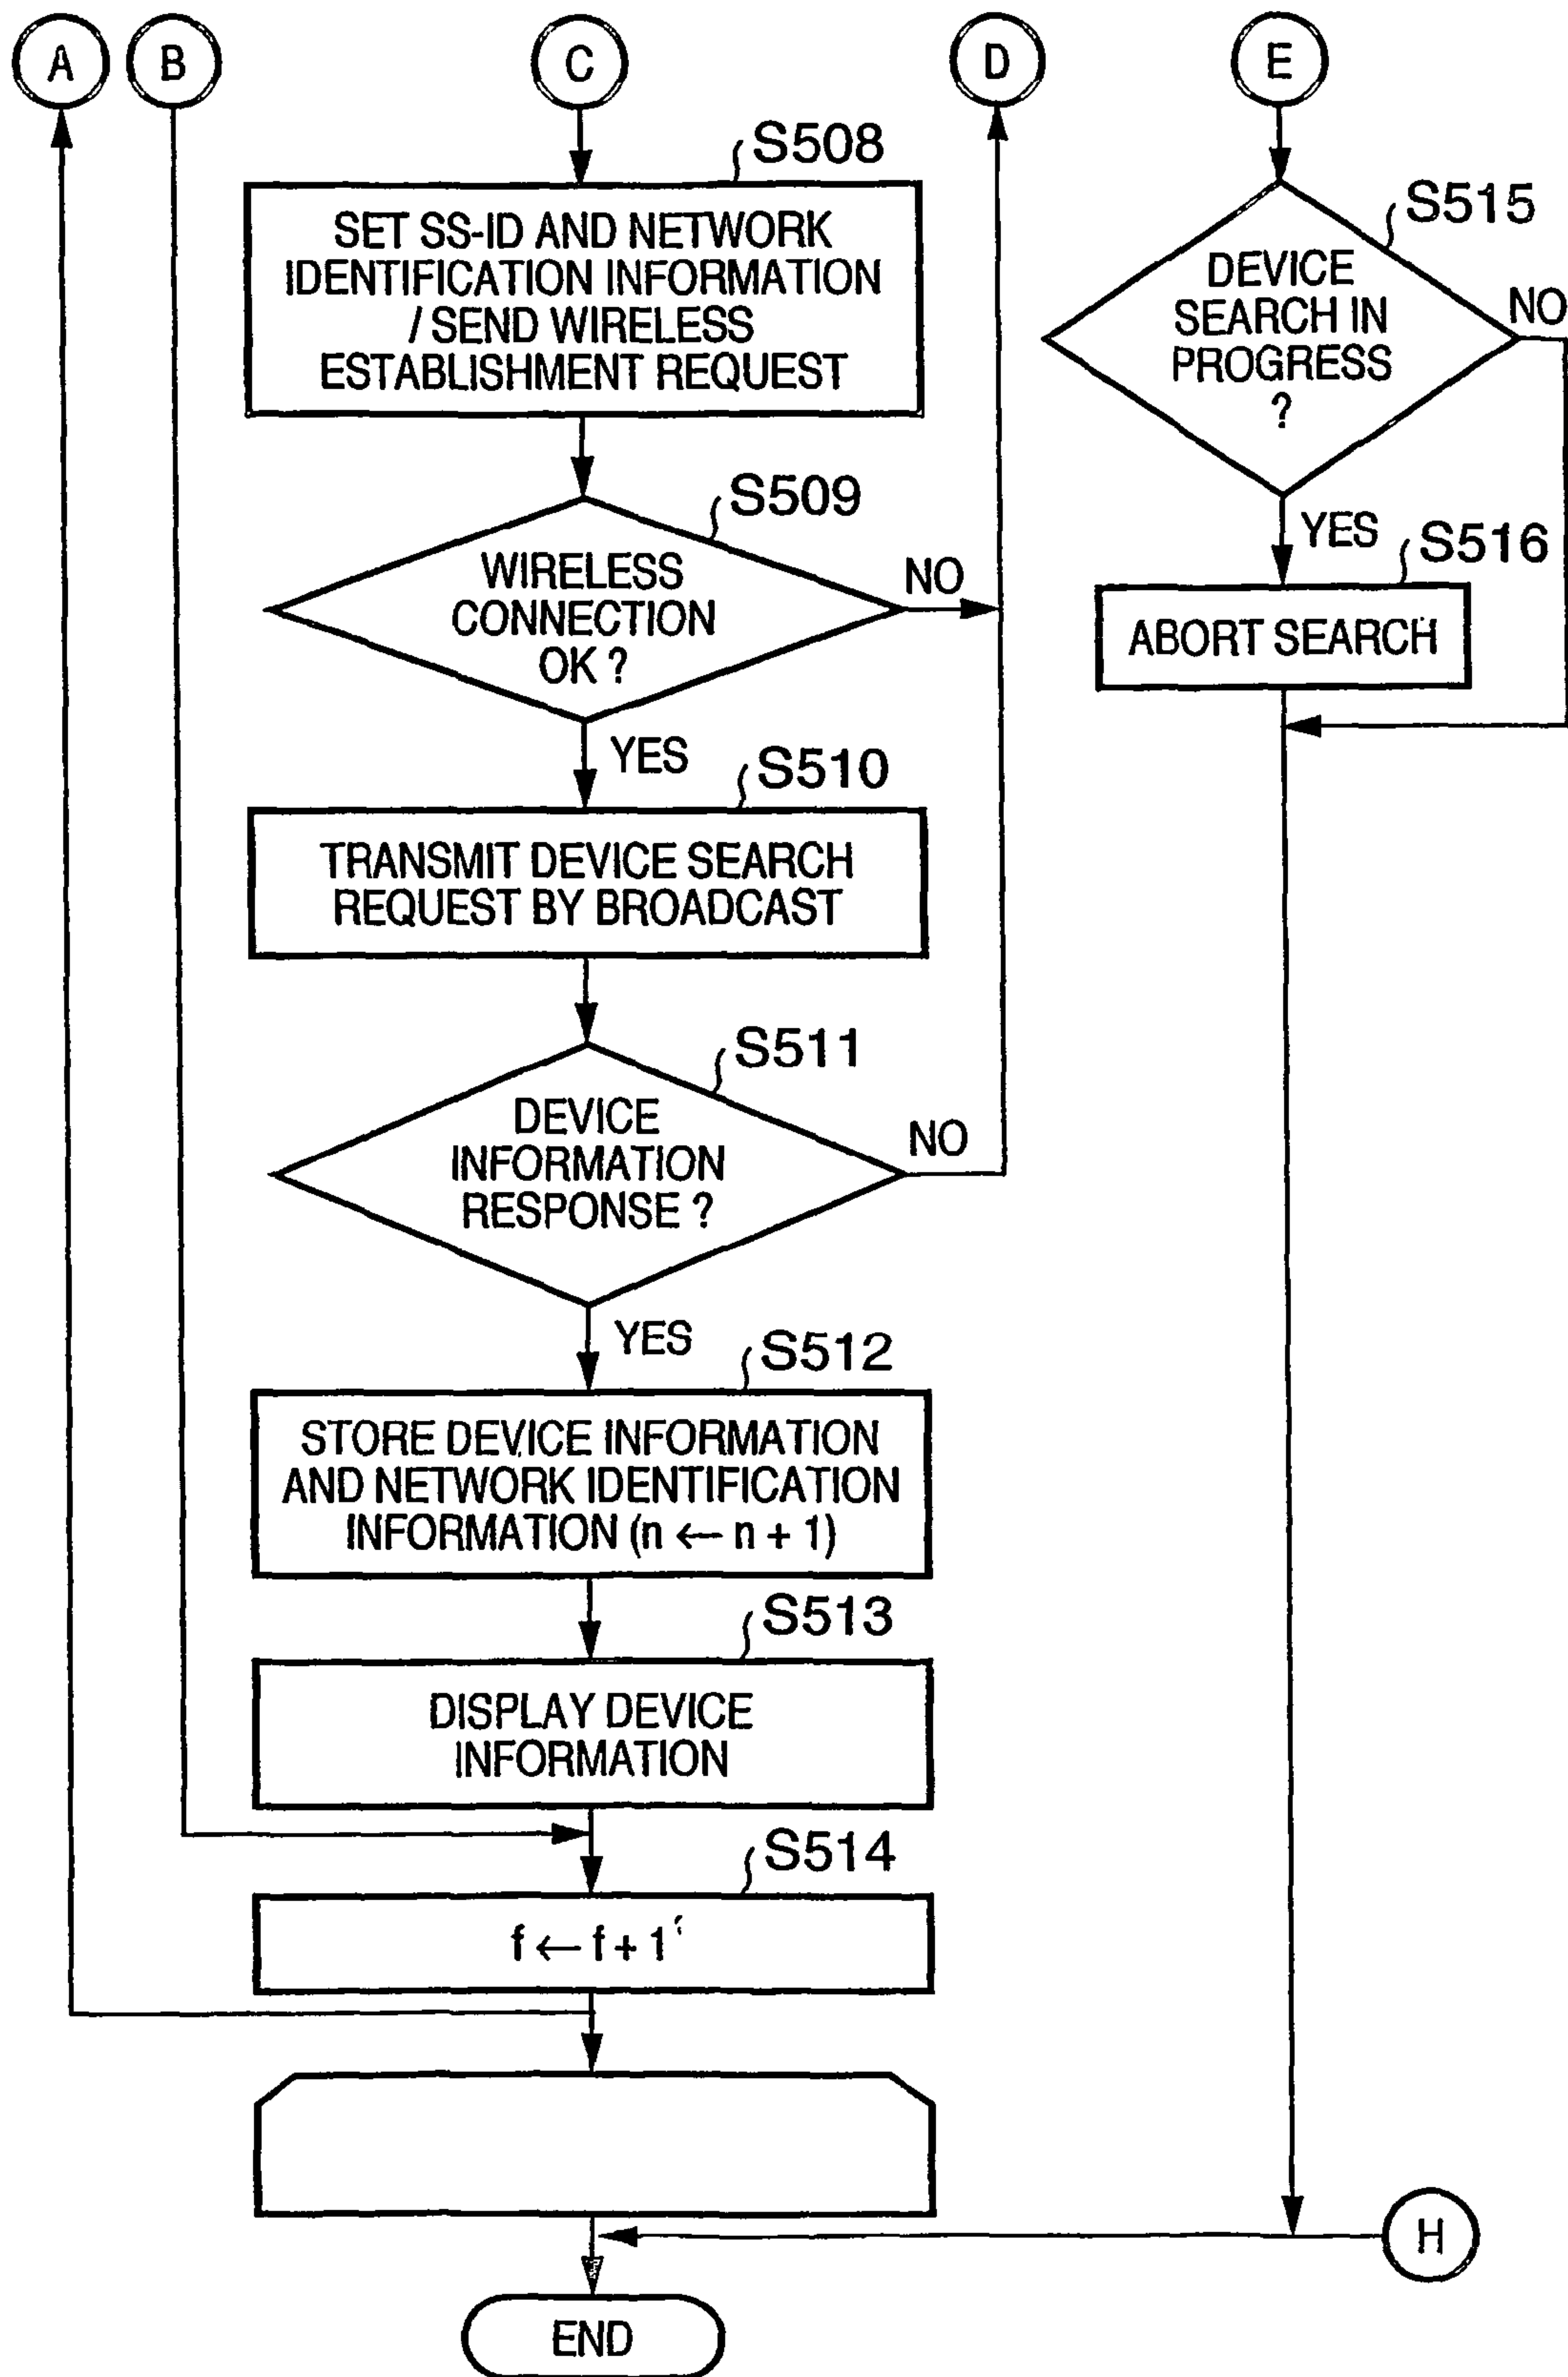 A
B
C
D
E
S508
SET SS-ID AND NETWORK
IDENTIFICATION INFORMATION
/ SEND WIRELESS
ESTABLISHMENT REQUEST
S509
WIRELESS
CONNECTION
OK ?
NO
YES
S510
TRANSMIT DEVICE SEARCH
REQUEST BY BROADCAST
S511
DEVICE
INFORMATION
RESPONSE ?
NO
YES
S512
STORE DEVICE INFORMATION
AND NETWORK IDENTIFICATION
INFORMATION (n ← n + 1)
S513
DISPLAY DEVICE
INFORMATION
S514
f ← f + 1
S515
DEVICE
SEARCH IN
PROGRESS
?
NO
YES
S516
ABORT SEARCH
H
END